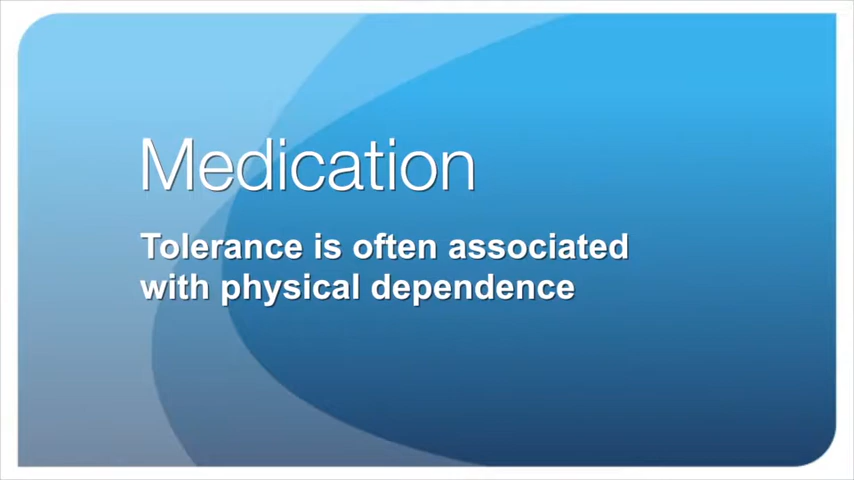 Medication
Tolerance is often associated
with physical dependence